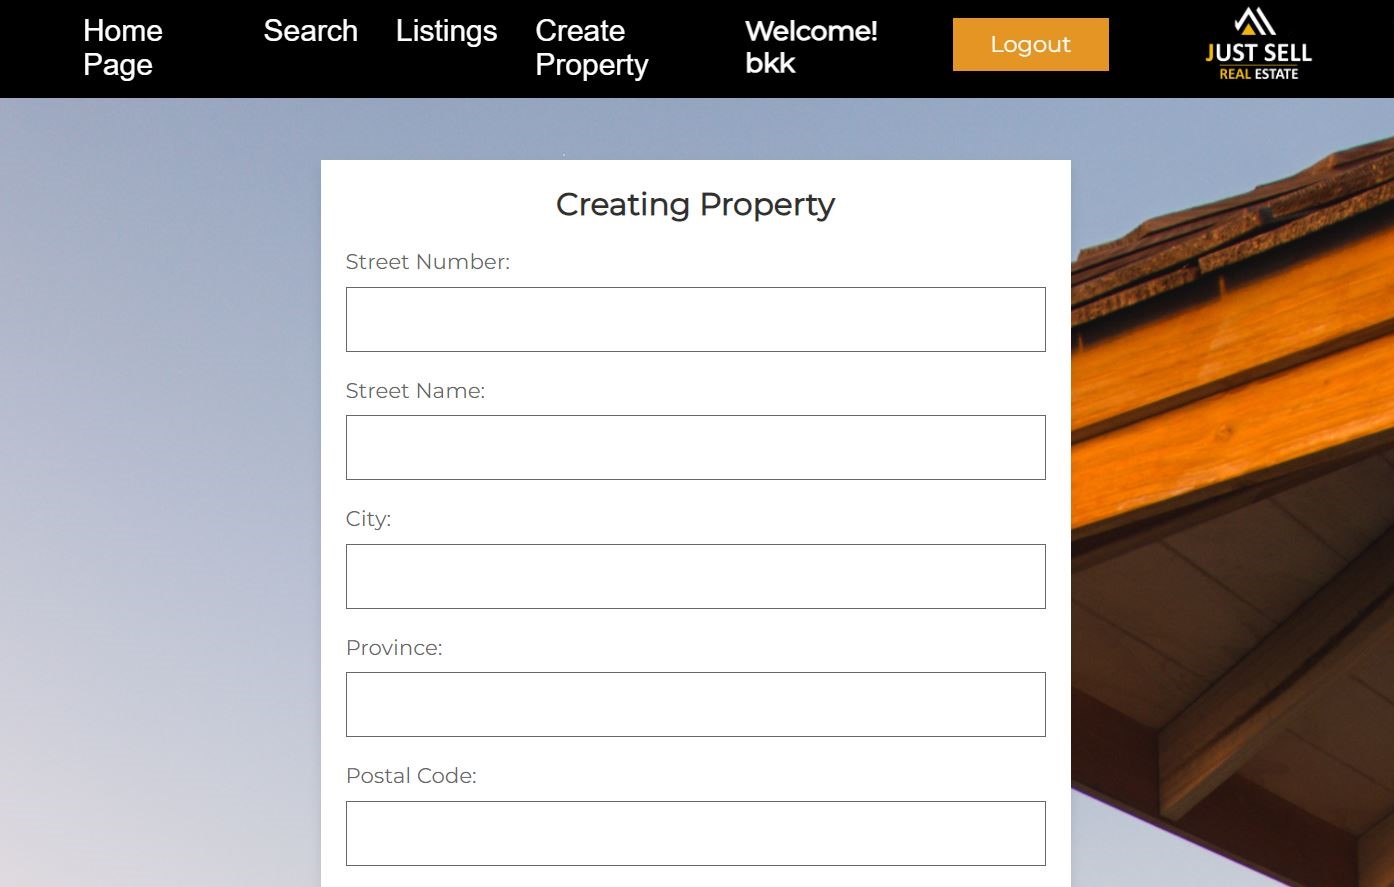 Home
Page
Search
Listings
Create
Property
Welcome!
bkk
Logout
JUST SELL
REAL ESTATE
Creating Property
Street Number:
Street Name:
City:
Province:
Postal Code: